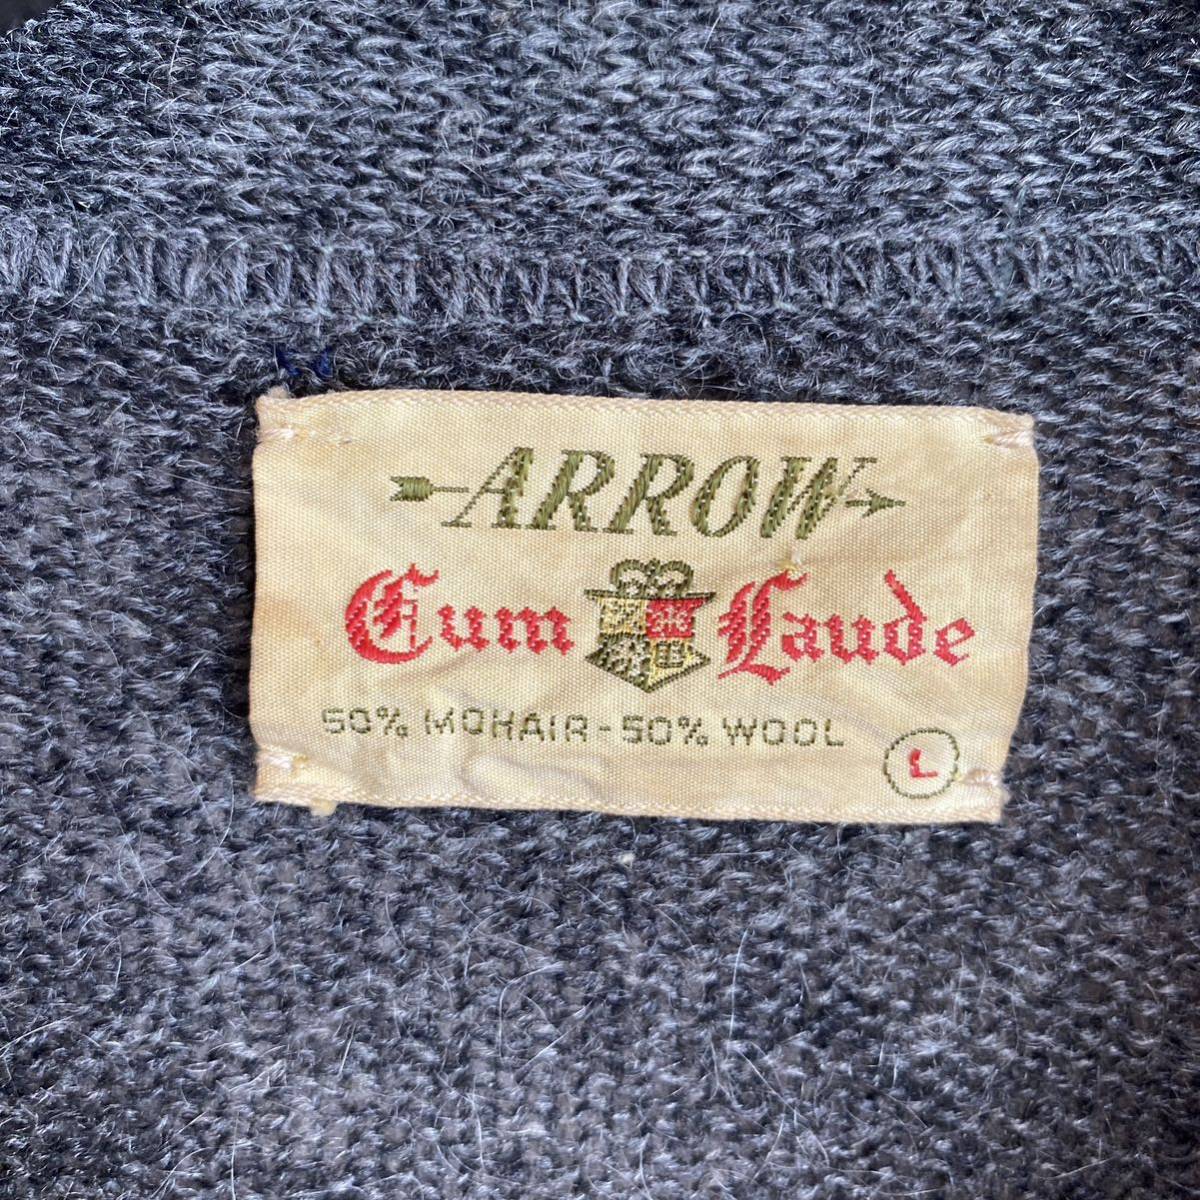 ARROW
Cum Laude
50% MOHAIR-50% WOOL
L